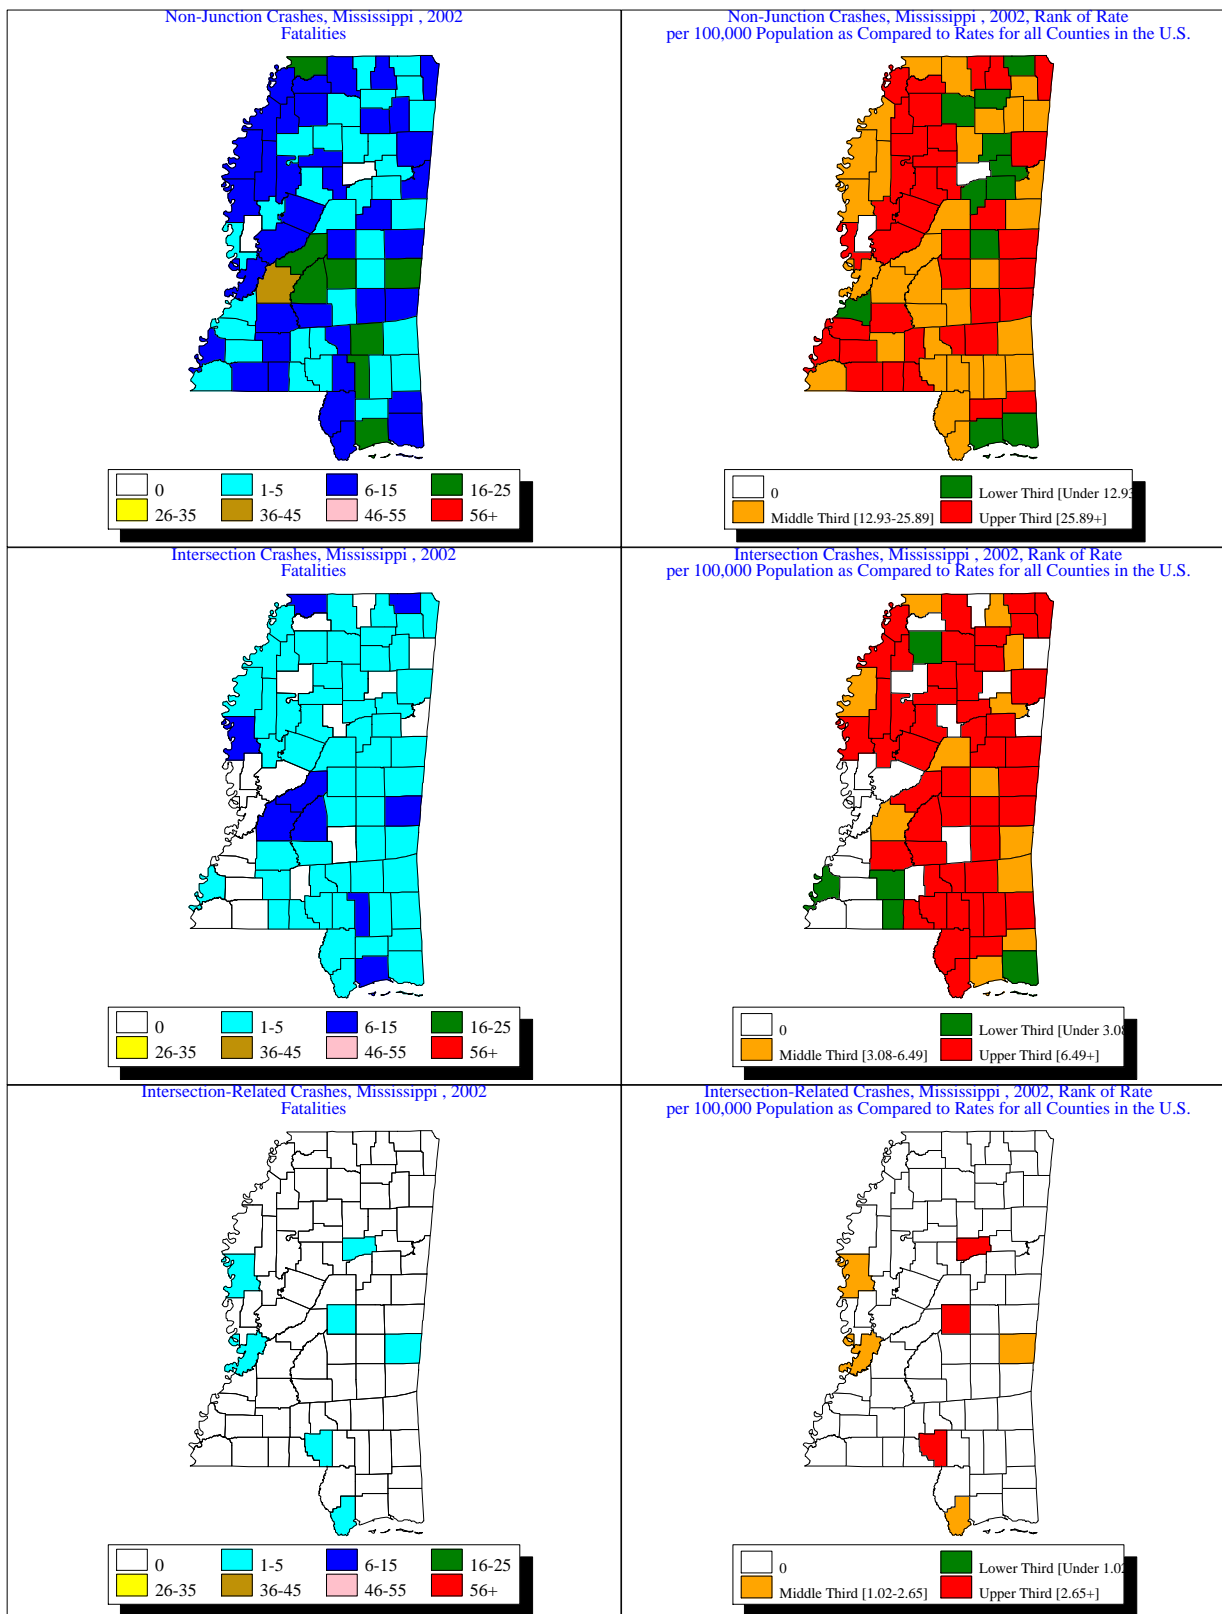 Non-Junction Crashes, Mississippi , 2002
Fatalities
0 1-5 6-15 16-25
26-35 36-45 46-55 56+
Non-Junction Crashes, Mississippi , 2002, Rank of Rate
per 100,000 Population as Compared to Rates for all Counties in the U.S.
0 Lower Third [Under 12.93
Middle Third [12.93-25.89] Upper Third [25.89+]
Intersection Crashes, Mississippi , 2002
Fatalities
0 1-5 6-15 16-25
26-35 36-45 46-55 56+
Intersection Crashes, Mississippi , 2002, Rank of Rate
per 100,000 Population as Compared to Rates for all Counties in the U.S.
0 Lower Third [Under 3.08
Middle Third [3.08-6.49] Upper Third [6.49+]
Intersection-Related Crashes, Mississippi , 2002
Fatalities
0 1-5 6-15 16-25
26-35 36-45 46-55 56+
Intersection-Related Crashes, Mississippi , 2002, Rank of Rate
per 100,000 Population as Compared to Rates for all Counties in the U.S.
0 Lower Third [Under 1.02
Middle Third [1.02-2.65] Upper Third [2.65+]